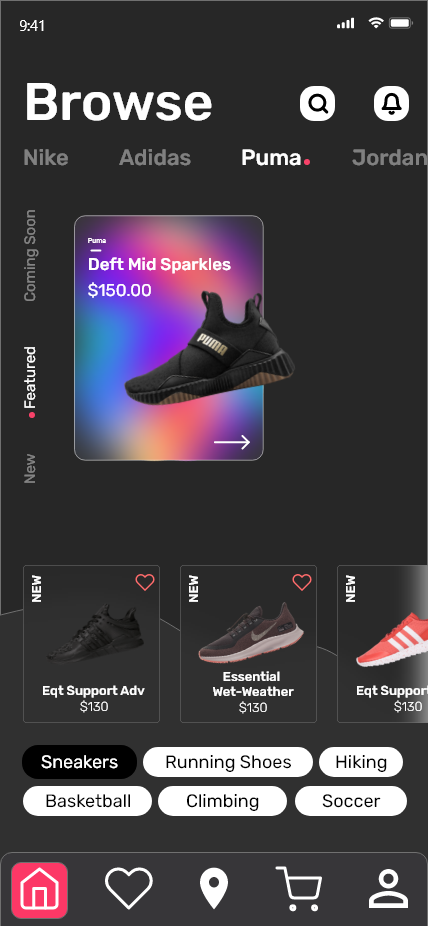 9:41
Browse
Nike Adidas Puma. Jordan
Coming Soon
Featured
New
Puma
Deft Mid Sparkles
$150.00
PUMA
NEW
Eqt Support Adv
$130
NEW
Essential
Wet-Weather
$130
NEW
Eqt Support
$130
Sneakers Running Shoes Hiking
Basketball Climbing Soccer